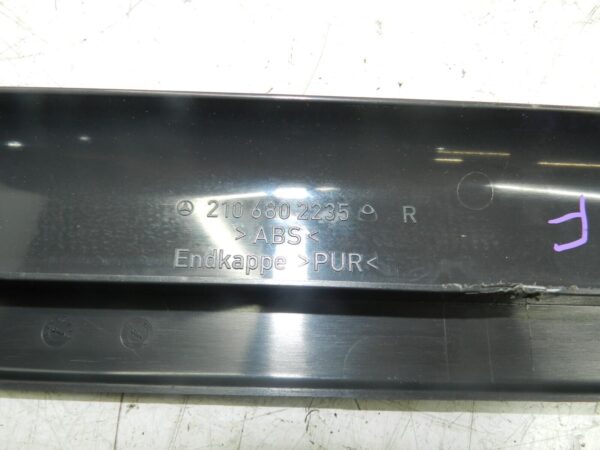 210 680 2235 R
>ABS<
Endkappe >PUR<
F